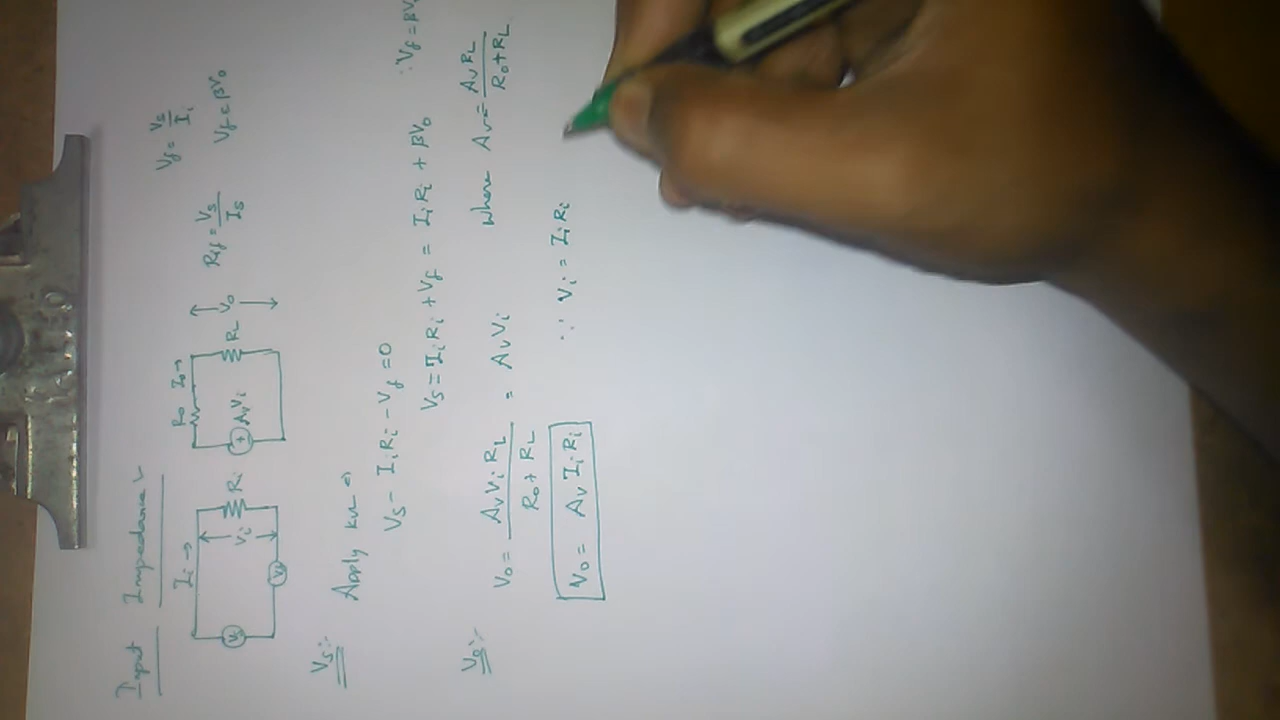 Input Impedance :-
Vf = Vs/Ii
Ii → Ro Io→ Rif = Vs/Is Vf = βVo
Vs Vi Ri AvVi RL Vo
Vs:- Apply KVL ⇒
Vs - IiRi - Vf = 0
Vs = IiRi + Vf = IiRi + βVo ∵ Vf = βV
Vo:- Vo = AvViRL/Ro + RL = AvVi where Av = AvRL/Ro+RL
Vo = Av IiRi ∵ Vi = IiRi